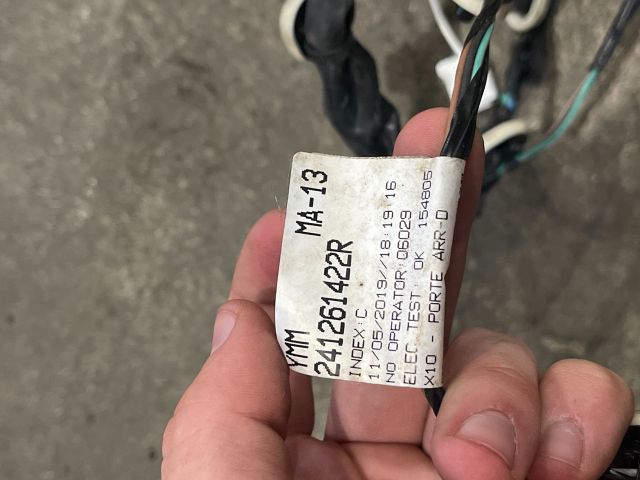 YMM MA-13
241261422R
INDEX:C
11/05/2019//18:19:16
NO OPERATOR:06029
ELEC TEST: OK 154805
X10 - PORTE ARR-D